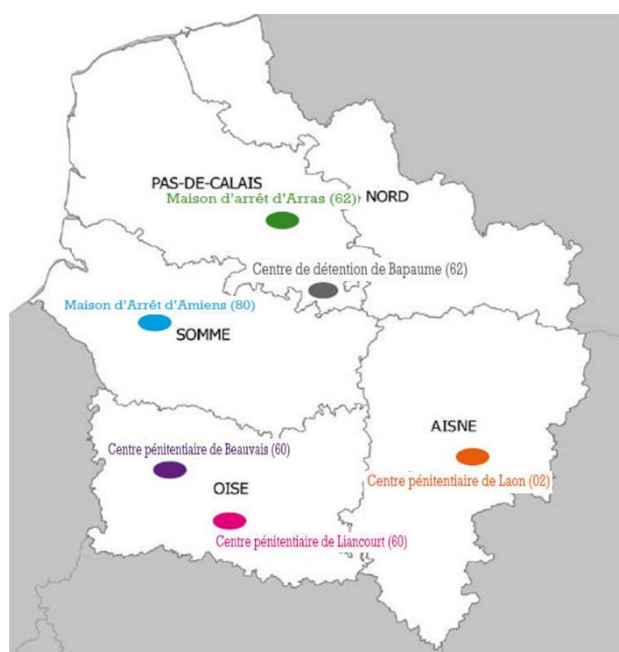 PAS-DE-CALAIS
Maison d'arrêt d'Arras (62)
NORD
Centre de détention de Bapaume (62)
Maison d'Arrêt d'Amiens (80)
SOMME
AISNE
Centre pénitentiaire de Beauvais (60)
Centre pénitentiaire de Laon (02)
OISE
Centre pénitentiaire de Liancourt (60)